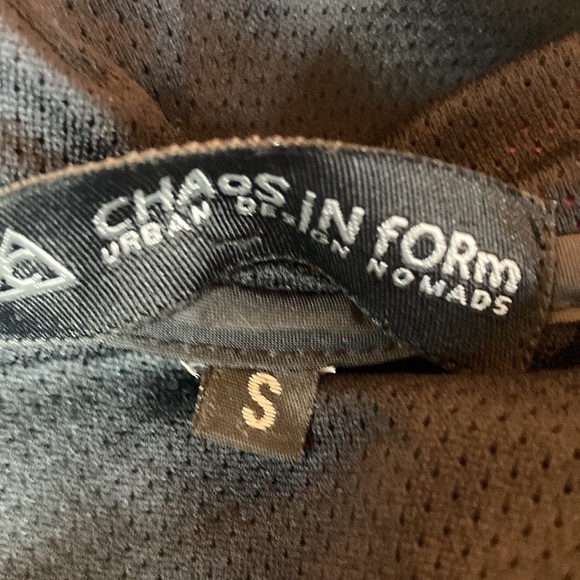 CHAoS iN fORm
URBAN DESiGN NOMADS
S